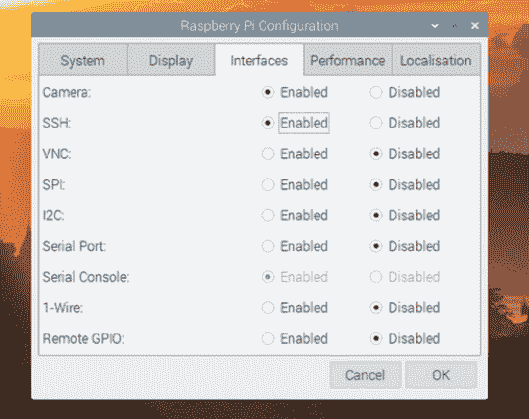 Raspberry Pi Configuration
System Display Interfaces Performance Localisation
Camera: Enabled Disabled
SSH: Enabled Disabled
VNC: Enabled Disabled
SPI: Enabled Disabled
I2C: Enabled Disabled
Serial Port: Enabled Disabled
Serial Console: Enabled Disabled
1-Wire: Enabled Disabled
Remote GPIO: Enabled Disabled
Cancel OK